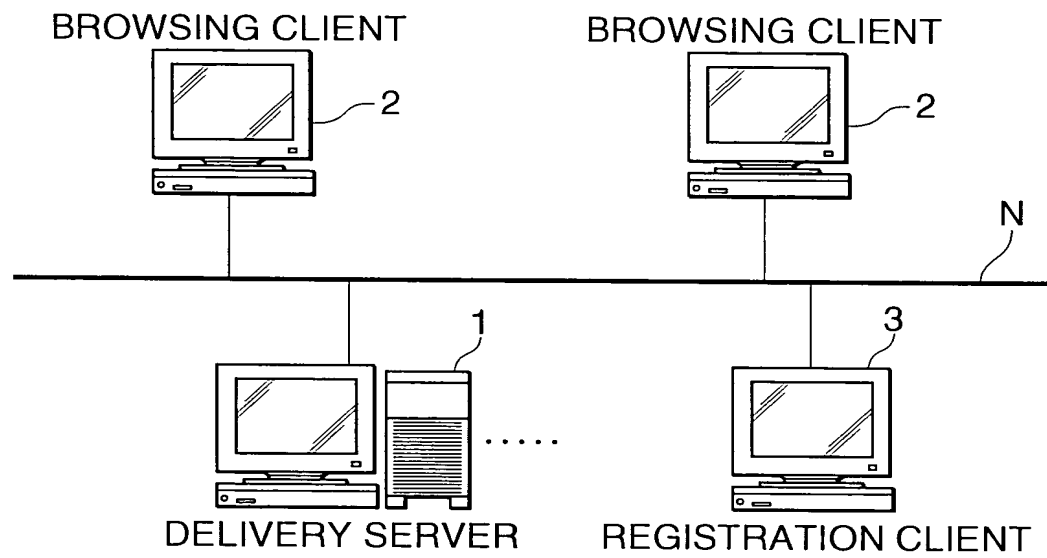 BROWSING CLIENT
BROWSING CLIENT
2
2
N
1
3
DELIVERY SERVER
REGISTRATION CLIENT